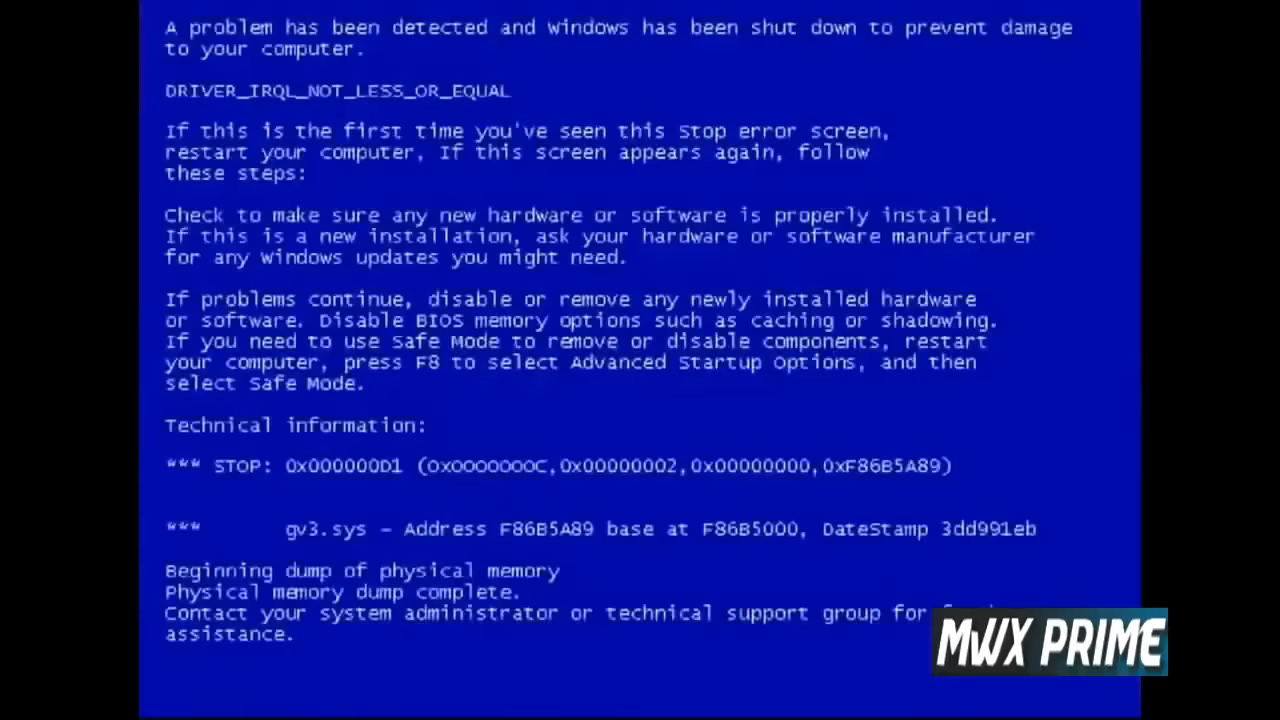 A problem has been detected and Windows has been shut down to prevent damage
to your computer.
DRIVER_IRQL_NOT_LESS_OR_EQUAL
If this is the first time you've seen this Stop error screen,
restart your computer, If this screen appears again, follow
these steps:
Check to make sure any new hardware or software is properly installed.
If this is a new installation, ask your hardware or software manufacturer
for any Windows updates you might need.
If problems continue, disable or remove any newly installed hardware
or software. Disable BIOS memory options such as caching or shadowing.
If you need to use Safe Mode to remove or disable components, restart
your computer, press F8 to select Advanced Startup Options, and then
select Safe Mode.
Technical information:
*** STOP: 0x000000D1 (0x0000000C,0x00000002,0x00000000,0xF86B5A89)
*** gv3.sys - Address F86B5A89 base at F86B5000, DateStamp 3dd991eb
Beginning dump of physical memory
Physical memory dump complete.
Contact your system administrator or technical support group for
assistance.
MWX PRIME